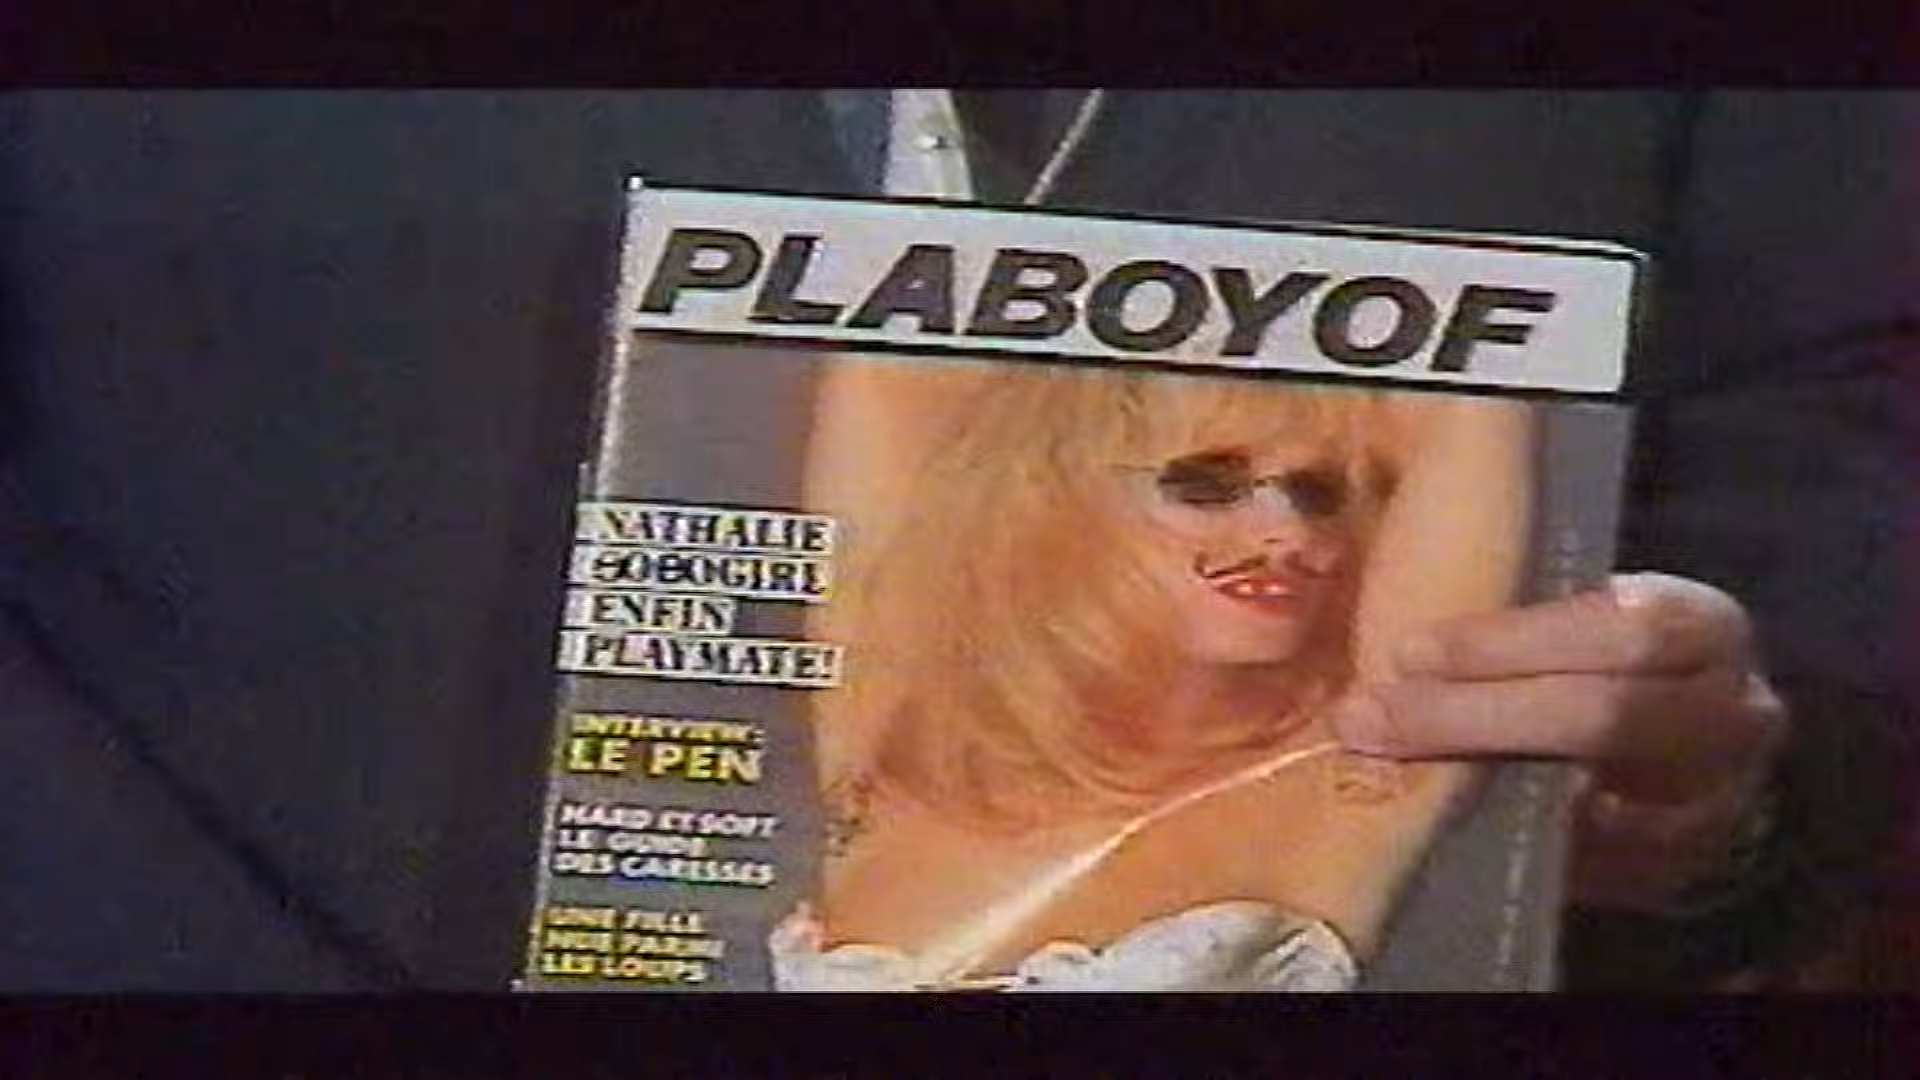 PLABOYOF
NATHALIE
SOBOGIRL
ENFIN
PLAYMATE!
INTERVIEW:
LE PEN
HARD ET SOFT
LE GUIDE
DES CARESSES
UNE FILLE
NUE PARMI
LES LOUPS